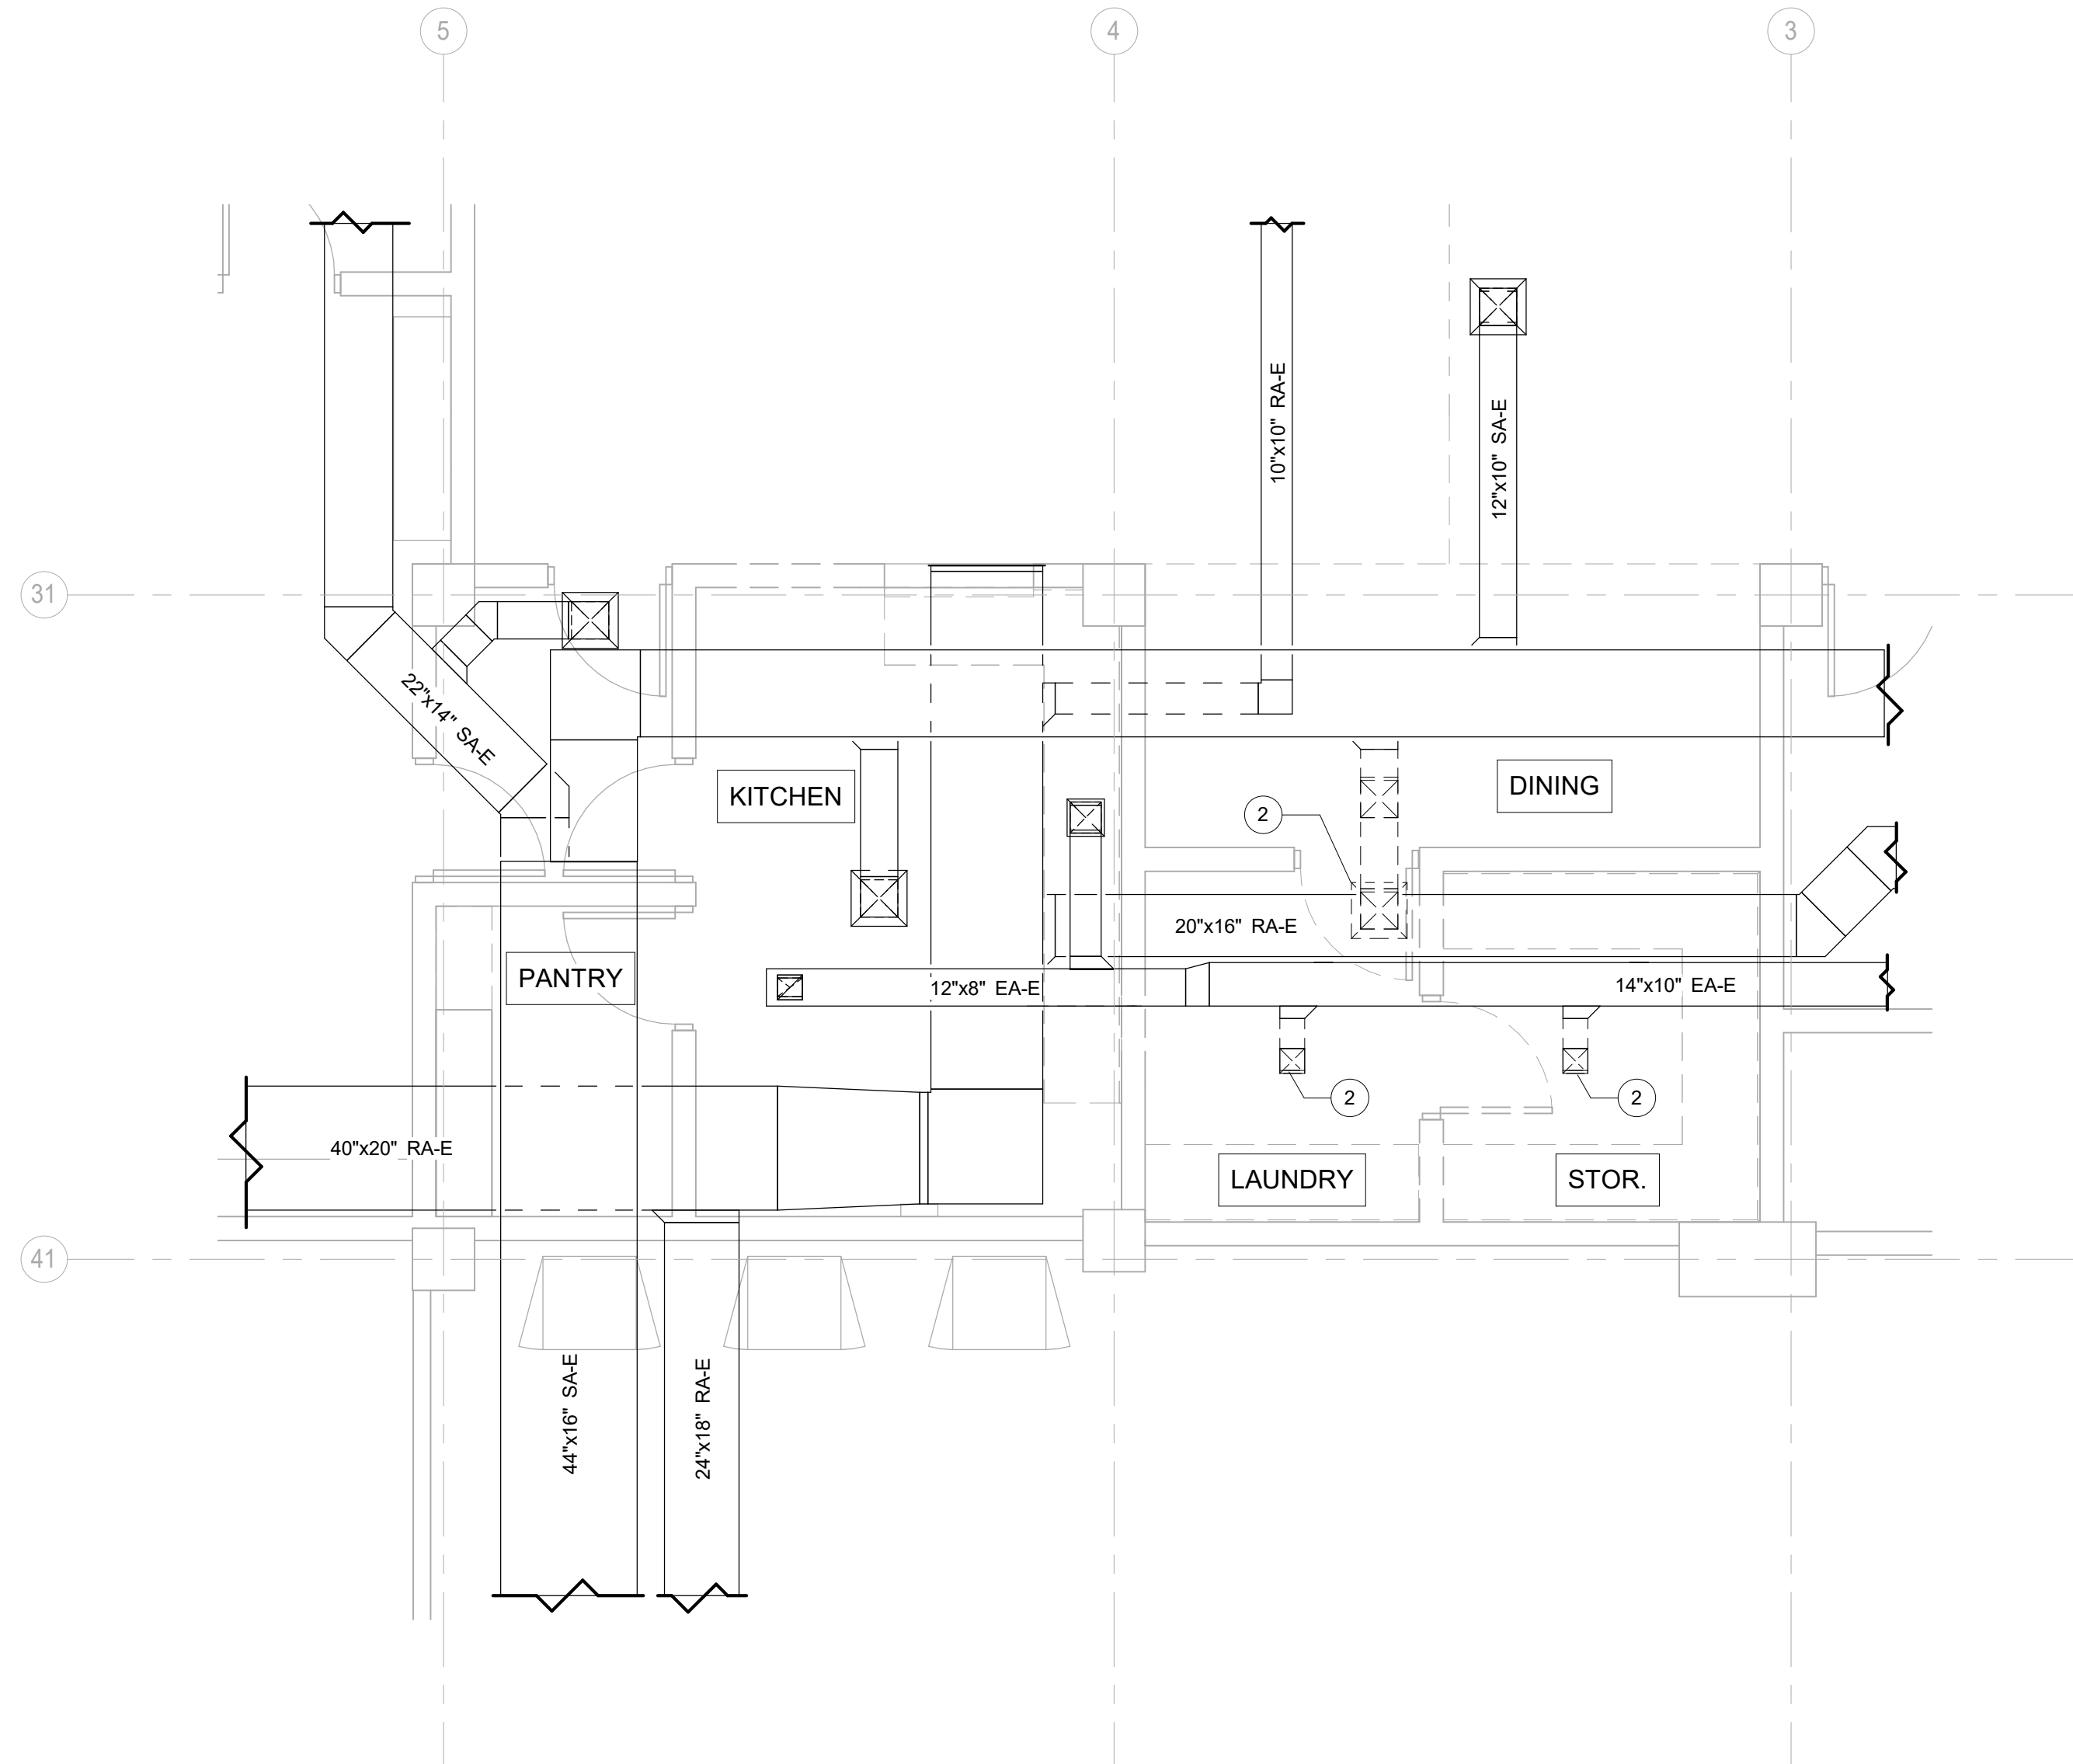 5
4
3
10"x10" RA-E
12"x10" SA-E
31
22"x14" SA-E
KITCHEN
DINING
2
20"x16" RA-E
PANTRY
12"x8" EA-E
14"x10" EA-E
2
2
40"x20" RA-E
LAUNDRY
STOR.
41
44"x16" SA-E
24"x18" RA-E